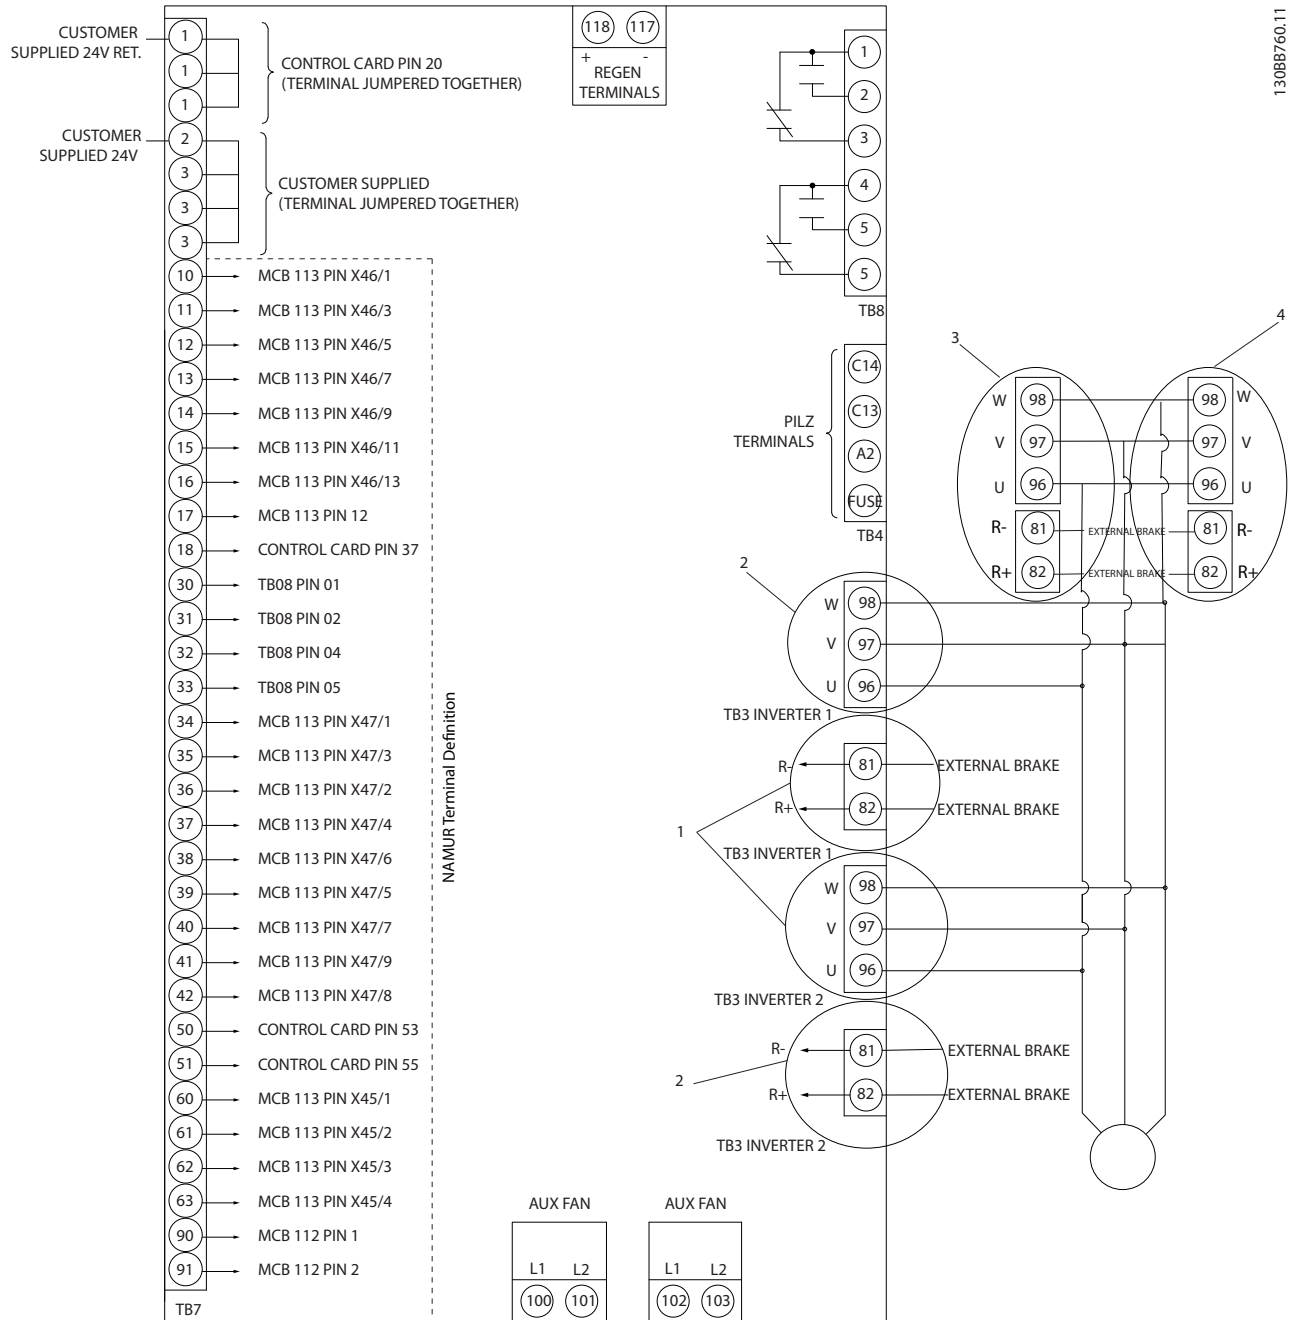 130BB760.11
CUSTOMER
SUPPLIED 24V RET.
1
1
1
CONTROL CARD PIN 20
(TERMINAL JUMPERED TOGETHER)
CUSTOMER
SUPPLIED 24V
2
3
3
3
CUSTOMER SUPPLIED
(TERMINAL JUMPERED TOGETHER)
10 MCB 113 PIN X46/1
11 MCB 113 PIN X46/3
12 MCB 113 PIN X46/5
13 MCB 113 PIN X46/7
14 MCB 113 PIN X46/9
15 MCB 113 PIN X46/11
16 MCB 113 PIN X46/13
17 MCB 113 PIN 12
18 CONTROL CARD PIN 37
30 TB08 PIN 01
31 TB08 PIN 02
32 TB08 PIN 04
33 TB08 PIN 05
34 MCB 113 PIN X47/1
35 MCB 113 PIN X47/3
36 MCB 113 PIN X47/2
37 MCB 113 PIN X47/4
38 MCB 113 PIN X47/6
39 MCB 113 PIN X47/5
40 MCB 113 PIN X47/7
41 MCB 113 PIN X47/9
42 MCB 113 PIN X47/8
50 CONTROL CARD PIN 53
51 CONTROL CARD PIN 55
60 MCB 113 PIN X45/1
61 MCB 113 PIN X45/2
62 MCB 113 PIN X45/3
63 MCB 113 PIN X45/4
90 MCB 112 PIN 1
91 MCB 112 PIN 2
TB7
NAMUR Terminal Definition
118 117
+ -
REGEN
TERMINALS
1
2
3
4
5
5
TB8
PILZ
TERMINALS
C14
C13
A2
FUSE
TB4
2
W 98
V 97
U 96
TB3 INVERTER 1
R- 81 EXTERNAL BRAKE
R+ 82 EXTERNAL BRAKE
1
TB3 INVERTER 1
W 98
V 97
U 96
TB3 INVERTER 2
R- 81 EXTERNAL BRAKE
R+ 82 EXTERNAL BRAKE
2
TB3 INVERTER 2
3
4
W 98 98 W
V 97 97 V
U 96 96 U
R- 81 EXTERNAL BRAKE 81 R-
R+ 82 EXTERNAL BRAKE 82 R+
AUX FAN
L1 L2
100 101
AUX FAN
L1 L2
102 103